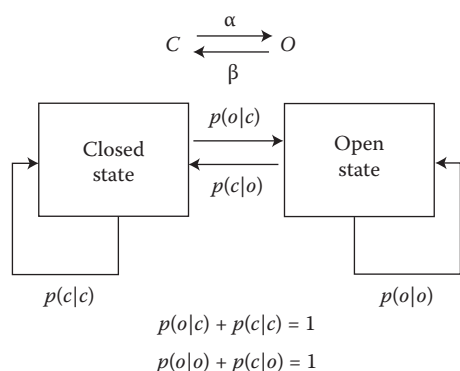 α
C O
β
p(o|c)
Closed state
Open state
p(c|o)
p(c|c)
p(o|o)
p(o|c) + p(c|c) = 1
p(o|o) + p(c|o) = 1